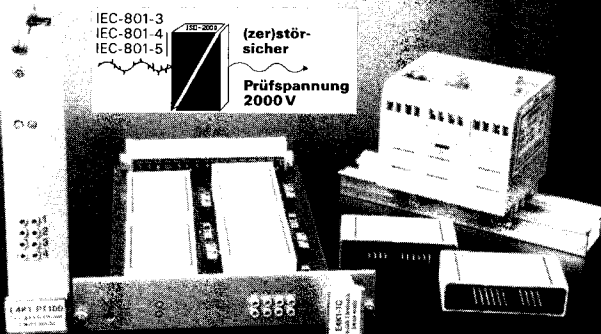 IEC-801-3
IEC-801-4
IEC-801-5
(zer)stör-
sicher
Prüfspannung
2000 V